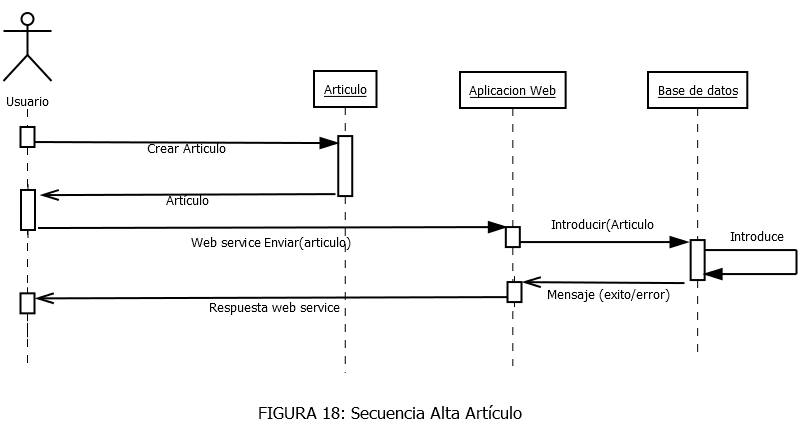 Usuario
Articulo
Aplicacion Web
Base de datos
Crear Articulo
Artículo
Web service Enviar(articulo)
Introducir(Articulo
Introduce
Mensaje (exito/error)
Respuesta web service
FIGURA 18: Secuencia Alta Artículo